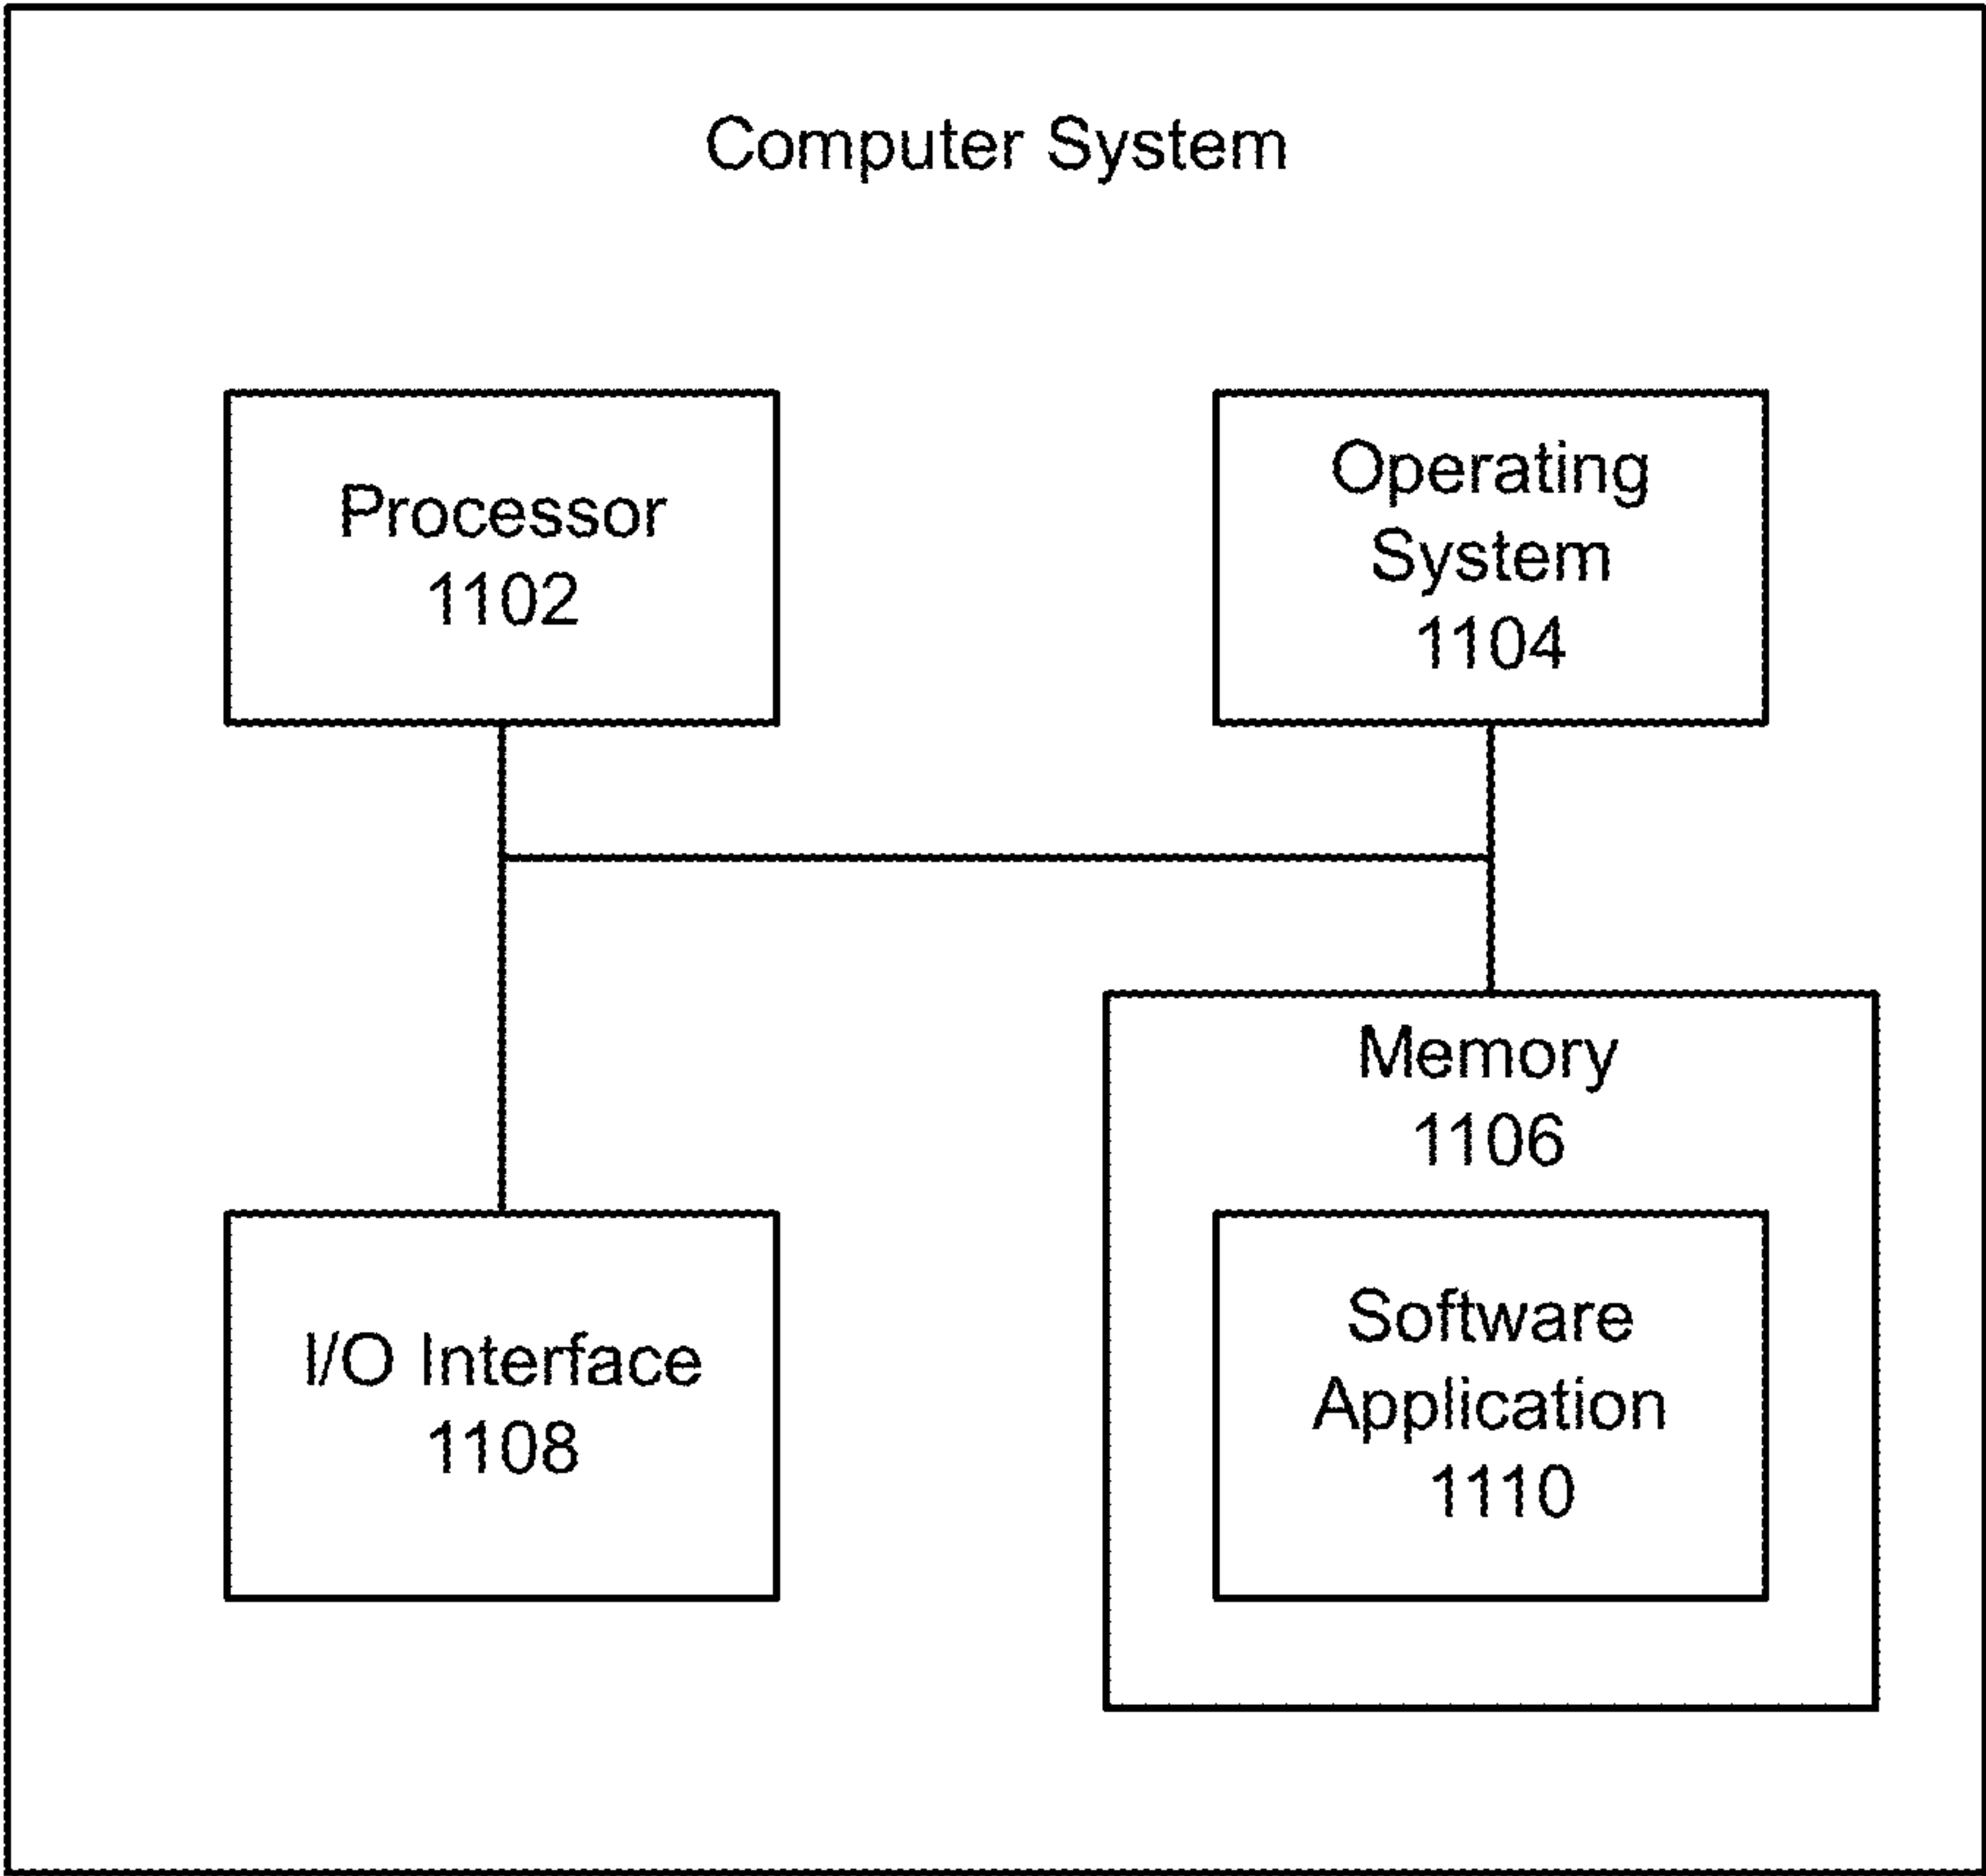 Computer System
Processor
1102
Operating
System
1104
Memory
1106
I/O Interface
1108
Software
Application
1110